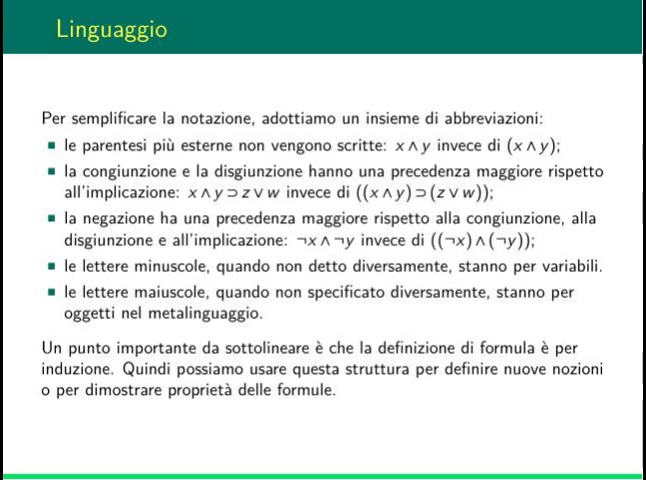 Linguaggio
Per semplificare la notazione, adottiamo un insieme di abbreviazioni:
▪ le parentesi più esterne non vengono scritte: x ∧ y invece di (x ∧ y);
▪ la congiunzione e la disgiunzione hanno una precedenza maggiore rispetto
all'implicazione: x ∧ y ⊃ z ∨ w invece di ((x ∧ y) ⊃ (z ∨ w));
▪ la negazione ha una precedenza maggiore rispetto alla congiunzione, alla
disgiunzione e all'implicazione: ¬x ∧ ¬y invece di ((¬x) ∧ (¬y));
▪ le lettere minuscole, quando non detto diversamente, stanno per variabili.
▪ le lettere maiuscole, quando non specificato diversamente, stanno per
oggetti nel metalinguaggio.
Un punto importante da sottolineare è che la definizione di formula è per
induzione. Quindi possiamo usare questa struttura per definire nuove nozioni
o per dimostrare proprietà delle formule.